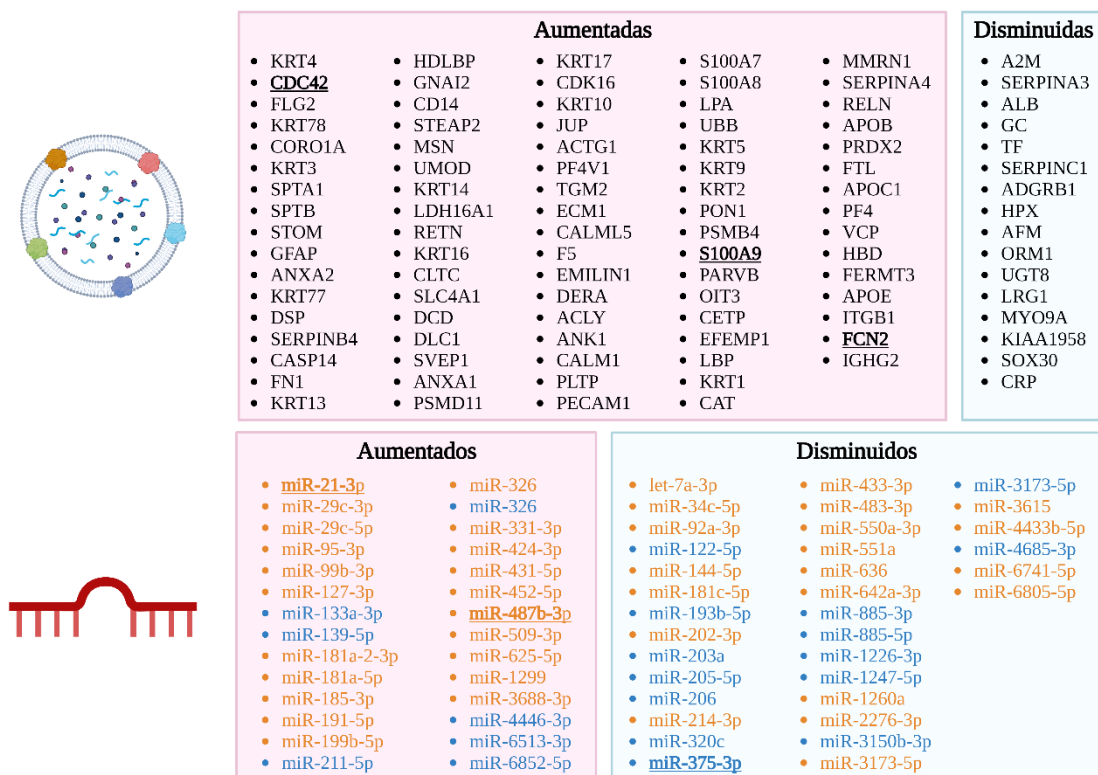 Aumentadas
KRT4
CDC42
FLG2
KRT78
CORO1A
KRT3
SPTA1
SPTB
STOM
GFAP
ANXA2
KRT77
DSP
SERPINB4
CASP14
FN1
KRT13
HDLBP
GNAI2
CD14
STEAP2
MSN
UMOD
KRT14
LDH16A1
RETN
KRT16
CLTC
SLC4A1
DCD
DLC1
SVEP1
ANXA1
PSMD11
KRT17
CDK16
KRT10
JUP
ACTG1
PF4V1
TGM2
ECM1
CALML5
F5
EMILIN1
DERA
ACLY
ANK1
CALM1
PLTP
PECAM1
S100A7
S100A8
LPA
UBB
KRT5
KRT9
KRT2
PON1
PSMB4
S100A9
PARVB
OIT3
CETP
EFEMP1
LBP
KRT1
CAT
MMRN1
SERPINA4
RELN
APOB
PRDX2
FTL
APOC1
PF4
VCP
HBD
FERMT3
APOE
ITGB1
FCN2
IGHG2
Disminuidas
A2M
SERPINA3
ALB
GC
TF
SERPINC1
ADGRB1
HPX
AFM
ORM1
UGT8
LRG1
MYO9A
KIAA1958
SOX30
CRP
Aumentados
miR-21-3p
miR-29c-3p
miR-29c-5p
miR-95-3p
miR-99b-3p
miR-127-3p
miR-133a-3p
miR-139-5p
miR-181a-2-3p
miR-181a-5p
miR-185-3p
miR-191-5p
miR-199b-5p
miR-211-5p
miR-326
miR-326
miR-331-3p
miR-424-3p
miR-431-5p
miR-452-5p
miR-487b-3p
miR-509-3p
miR-625-5p
miR-1299
miR-3688-3p
miR-4446-3p
miR-6513-3p
miR-6852-5p
Disminuidos
let-7a-3p
miR-34c-5p
miR-92a-3p
miR-122-5p
miR-144-5p
miR-181c-5p
miR-193b-5p
miR-202-3p
miR-203a
miR-205-5p
miR-206
miR-214-3p
miR-320c
miR-375-3p
miR-433-3p
miR-483-3p
miR-550a-3p
miR-551a
miR-636
miR-642a-3p
miR-885-3p
miR-885-5p
miR-1226-3p
miR-1247-5p
miR-1260a
miR-2276-3p
miR-3150b-3p
miR-3173-5p
miR-3173-5p
miR-3615
miR-4433b-5p
miR-4685-3p
miR-6741-5p
miR-6805-5p